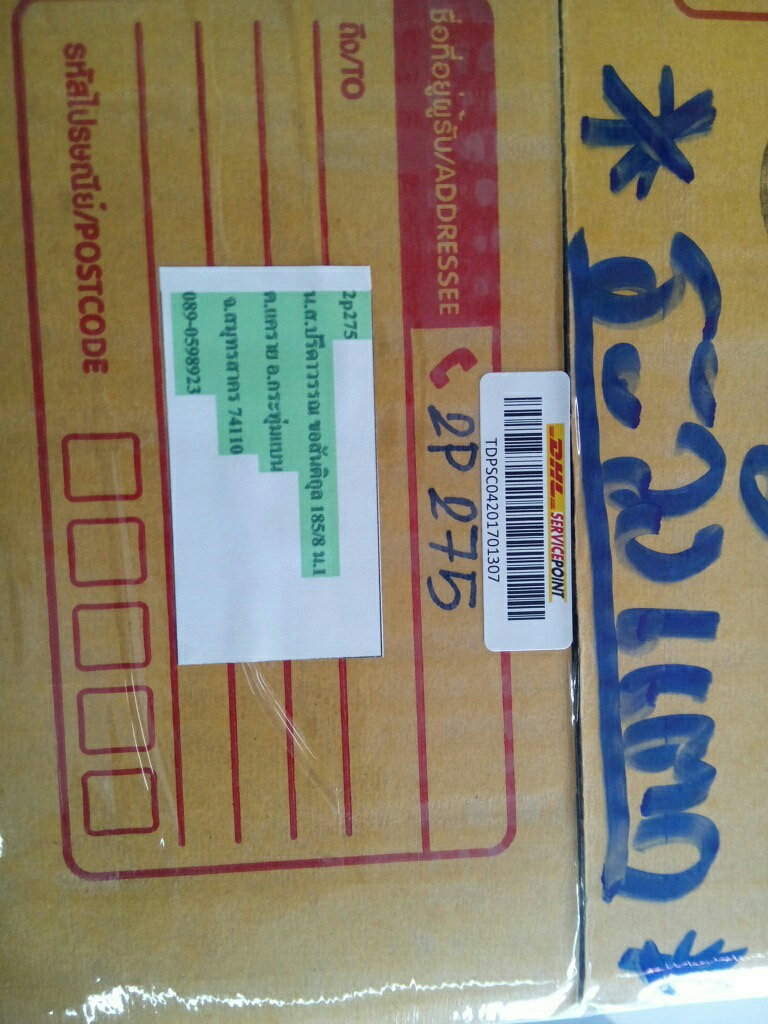 * ระวังแตก *
DHL SERVICEPOINT
TDPSC04201701307
ชื่อที่อยู่ผู้รับ/ADDRESSEE
2P 275
ถึง/TO
2p275
น.ส.ปรีดาวรรณ ขอสันติกุล 185/8 ม.1
ต.แคราย อ.กระทุ่มแบน
จ.สมุทรสาคร 74110
089-0598923
รหัสไปรษณีย์/POSTCODE